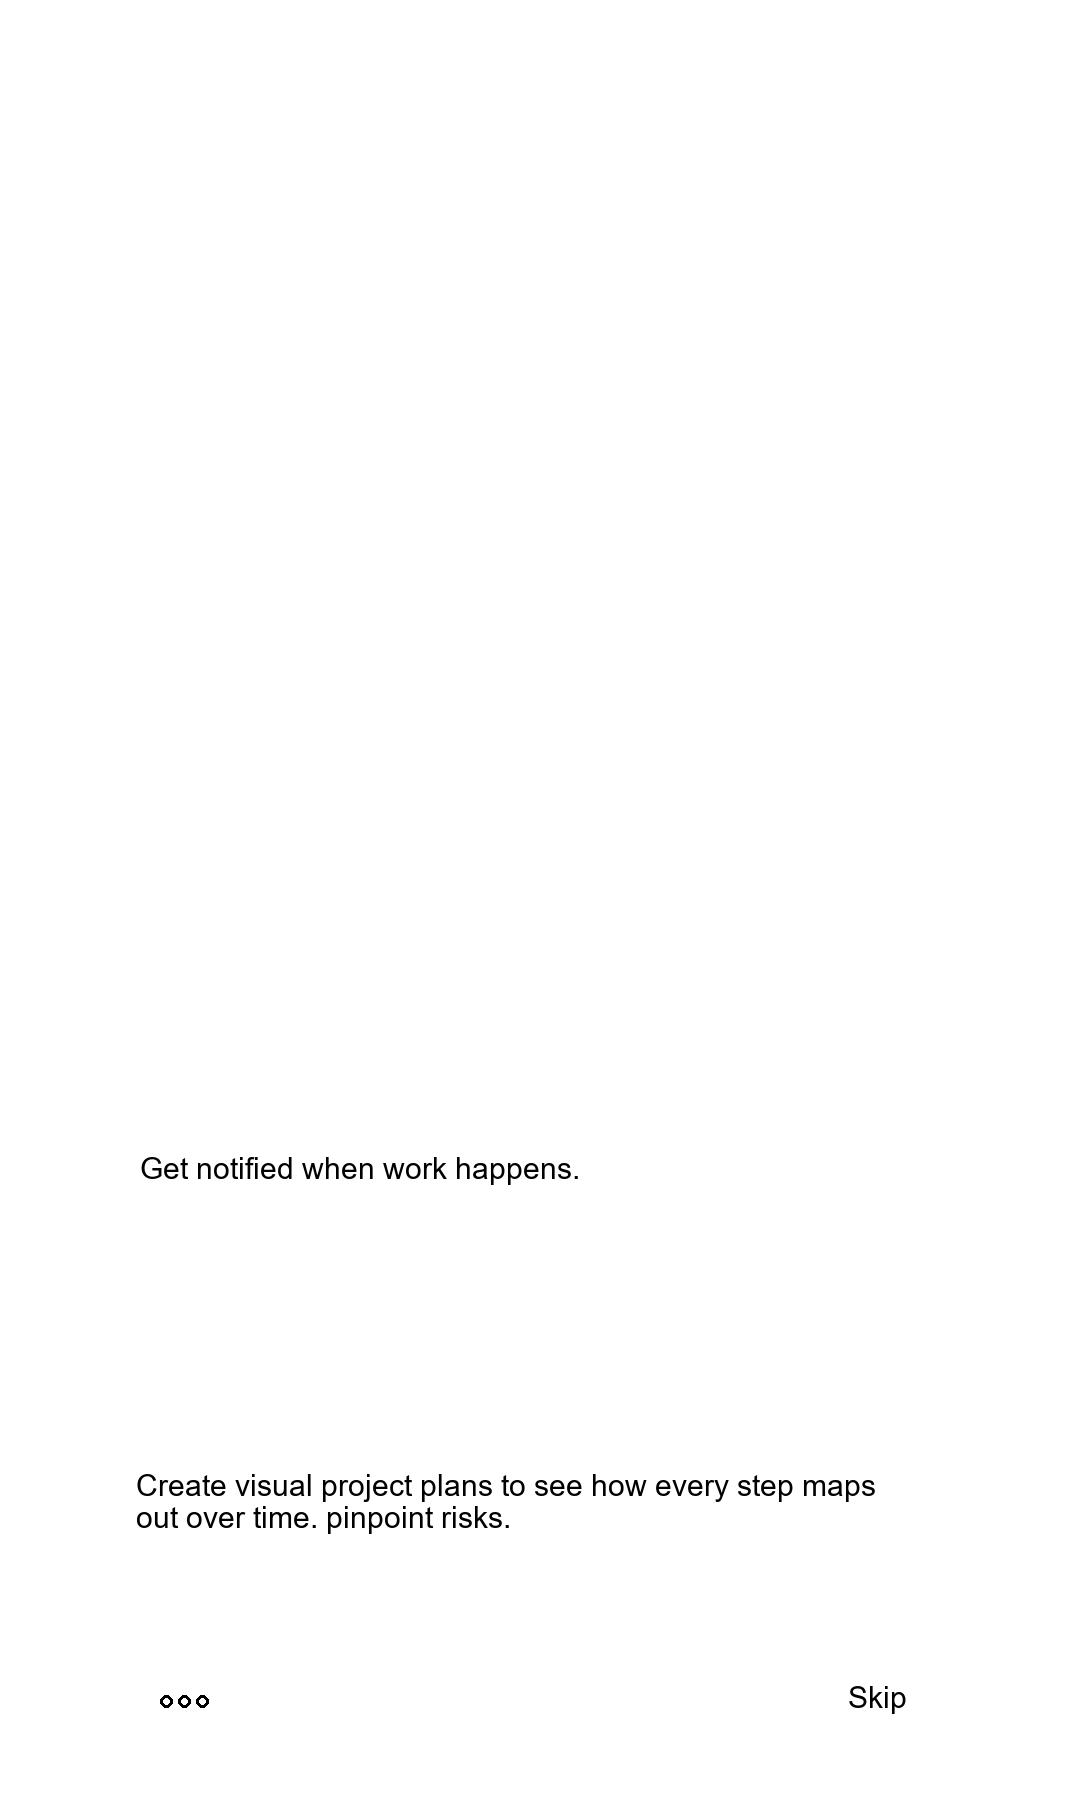 Get notified when work happens.
Create visual project plans to see how every step maps
out over time. pinpoint risks.
Skip